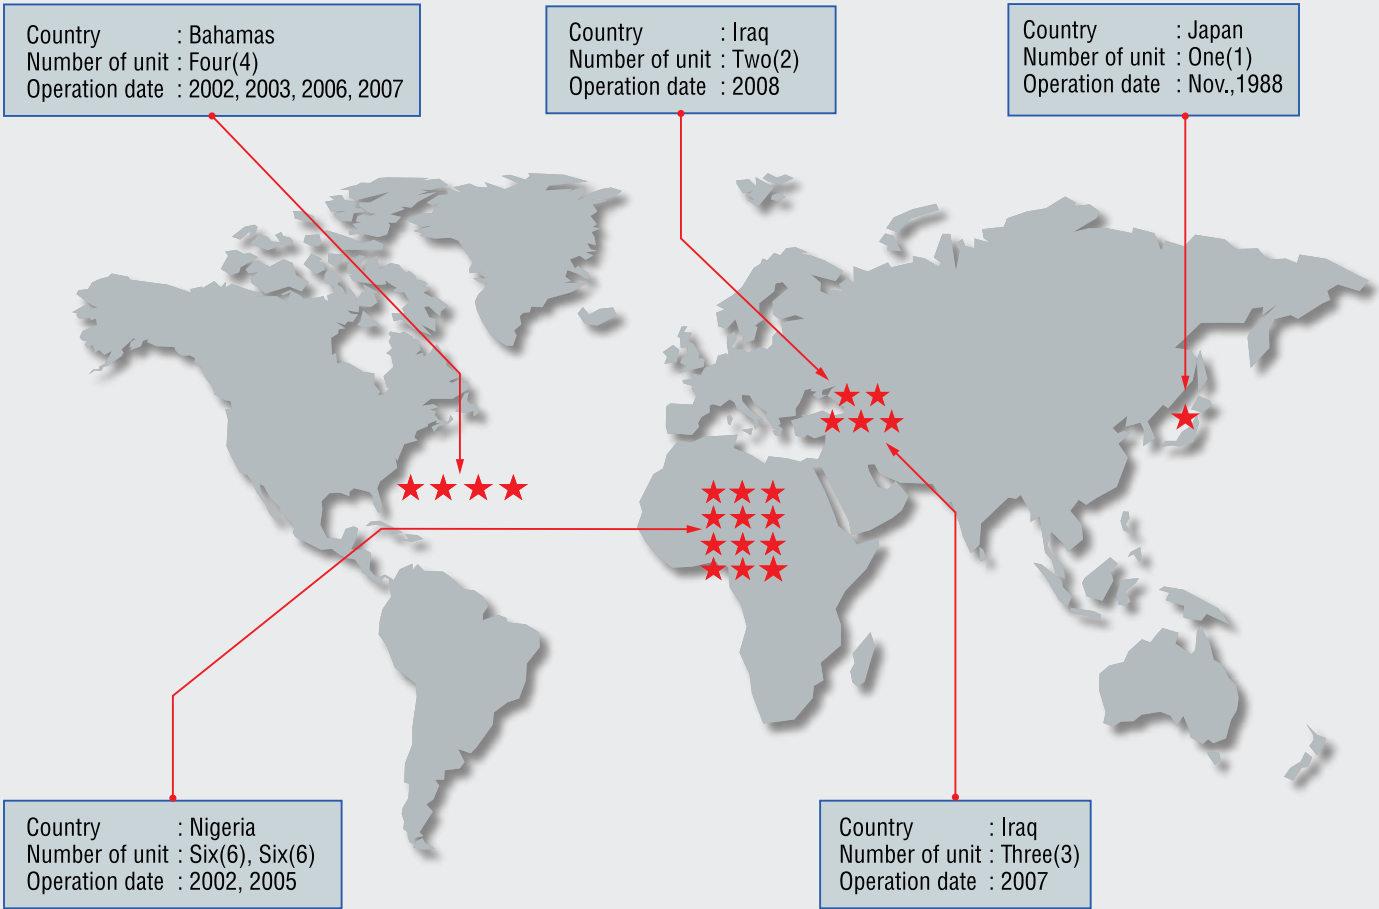 Country : Bahamas
Number of unit : Four(4)
Operation date : 2002, 2003, 2006, 2007
Country : Iraq
Number of unit : Two(2)
Operation date : 2008
Country : Japan
Number of unit : One(1)
Operation date : Nov.,1988
Country : Nigeria
Number of unit : Six(6), Six(6)
Operation date : 2002, 2005
Country : Iraq
Number of unit : Three(3)
Operation date : 2007